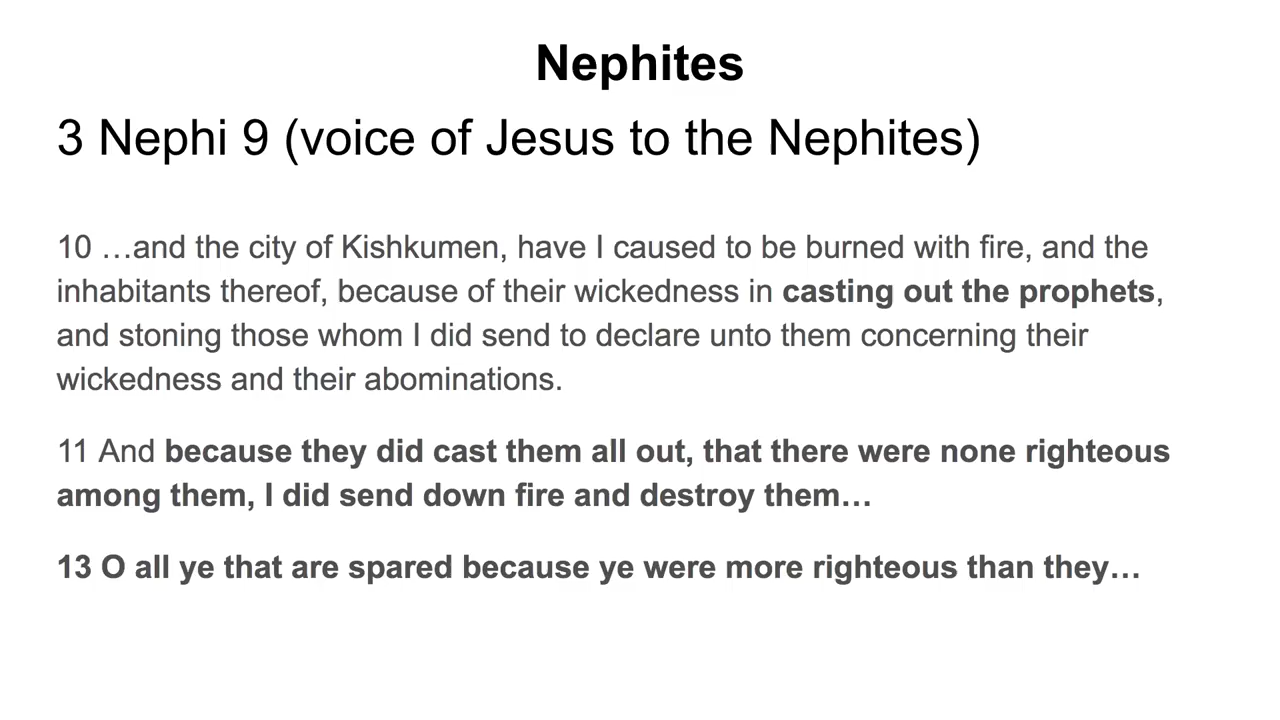 Nephites
3 Nephi 9 (voice of Jesus to the Nephites)
10 …and the city of Kishkumen, have I caused to be burned with fire, and the
inhabitants thereof, because of their wickedness in casting out the prophets,
and stoning those whom I did send to declare unto them concerning their
wickedness and their abominations.
11 And because they did cast them all out, that there were none righteous
among them, I did send down fire and destroy them…
13 O all ye that are spared because ye were more righteous than they…